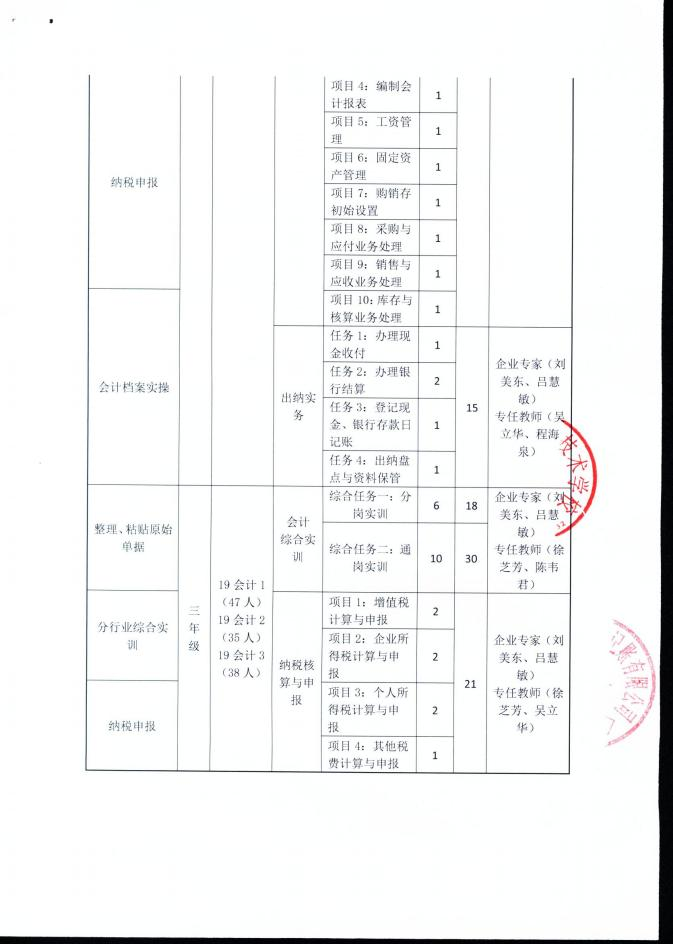 项目 4：编制会
计报表
1
项目 5：工资管
理
1
项目 6：固定资
产管理
1
纳税申报
项目 7：购销存
初始设置
1
项目 8：采购与
应付业务处理
1
项目 9：销售与
应收业务处理
1
项目 10：库存与
核算业务处理
1
会计档案实操
出纳实
务
任务 1：办理现
金收付
1
任务 2：办理银
行结算
2
任务 3：登记现
金、银行存款日
记账
1
任务 4：出纳盘
点与资料保管
1
15
企业专家（刘
美东、吕慧
敏）
专任教师（吴
立华、程海
泉）
技术学校
整理、粘贴原始
单据
三
年
级
19 会计 1
（47 人）
19 会计 2
（35 人）
19 会计 3
（38 人）
会计
综合实
训
综合任务一：分
岗实训
6
18
综合任务二：通
岗实训
10
30
企业专家（刘
美东、吕慧
敏）
专任教师（徐
芝芳、陈韦
君）
分行业综合实
训
纳税申报
纳税核
算与申
报
项目 1：增值税
计算与申报
2
项目 2：企业所
得税计算与申
报
2
项目 3：个人所
得税计算与申
报
2
项目 4：其他税
费计算与申报
1
21
企业专家（刘
美东、吕慧
敏）
专任教师（徐
芝芳、吴立
华）
记账有限公司